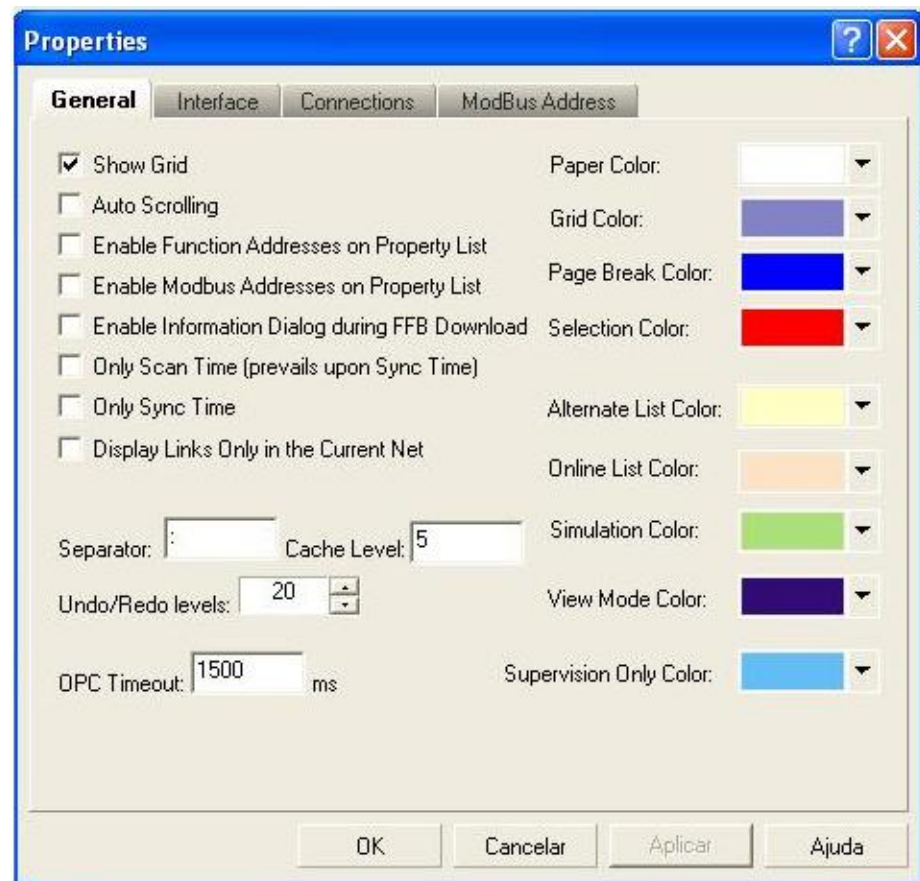 Properties
General Interface Connections ModBus Address
Show Grid
Auto Scrolling
Enable Function Addresses on Property List
Enable Modbus Addresses on Property List
Enable Information Dialog during FFB Download
Only Scan Time (prevails upon Sync Time)
Only Sync Time
Display Links Only in the Current Net
Separator: : Cache Level: 5
Undo/Redo levels: 20
OPC Timeout: 1500 ms
Paper Color:
Grid Color:
Page Break Color:
Selection Color:
Alternate List Color:
Online List Color:
Simulation Color:
View Mode Color:
Supervision Only Color:
OK Cancelar Aplicar Ajuda